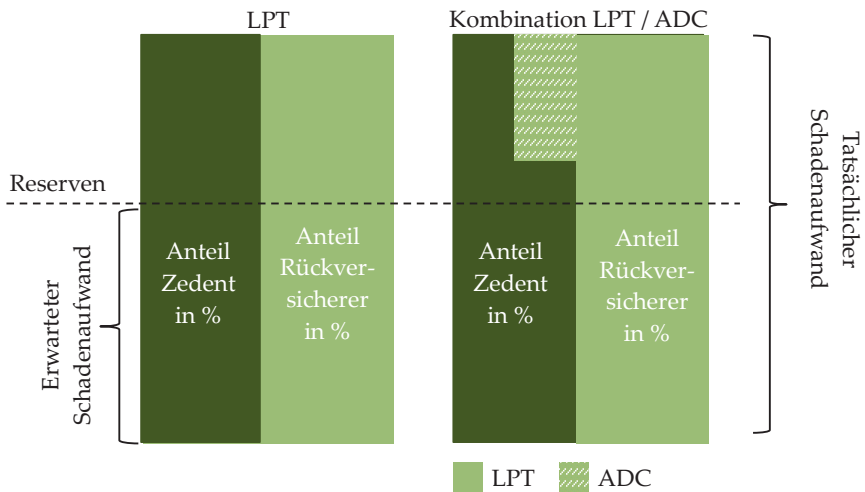 LPT
Kombination LPT / ADC
Reserven
Erwarteter
Schadenaufwand
Anteil
Zedent
in %
Anteil
Rückver-
sicherer
in %
Anteil
Zedent
in %
Anteil
Rückver-
sicherer
in %
Tatsächlicher
Schadenaufwand
LPT
ADC